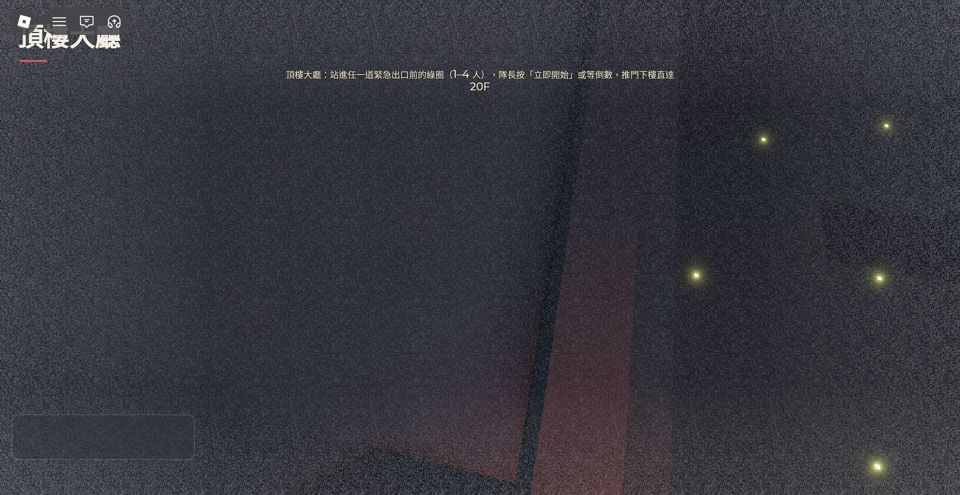 頂樓大廳
頂樓大廳：站進任一道緊急出口前的綠圈（1–4 人），隊長按「立即開始」或等倒數，推門下樓直達
20F